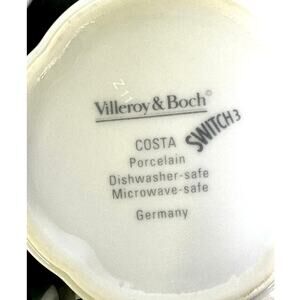 Villeroy & Boch©
COSTA
SWITCH 3
Porcelain
Dishwasher-safe
Microwave-safe
Germany